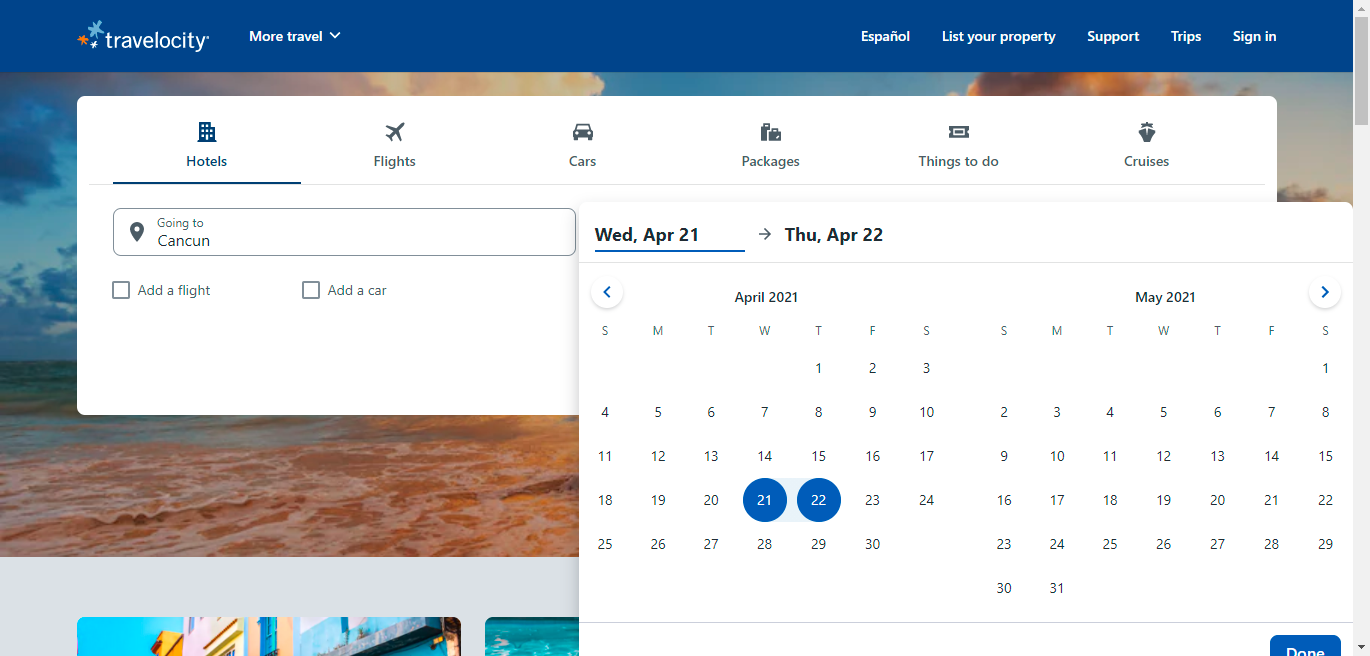 travelocity
More travel
Español
List your property
Support
Trips
Sign in
Hotels
Flights
Cars
Packages
Things to do
Cruises
Going to
Cancun
Add a flight
Add a car
Wed, Apr 21
Thu, Apr 22
April 2021
S M T W T F S
1 2 3
4 5 6 7 8 9 10
11 12 13 14 15 16 17
18 19 20 21 22 23 24
25 26 27 28 29 30
May 2021
S M T W T F S
1
2 3 4 5 6 7 8
9 10 11 12 13 14 15
16 17 18 19 20 21 22
23 24 25 26 27 28 29
30 31
Done